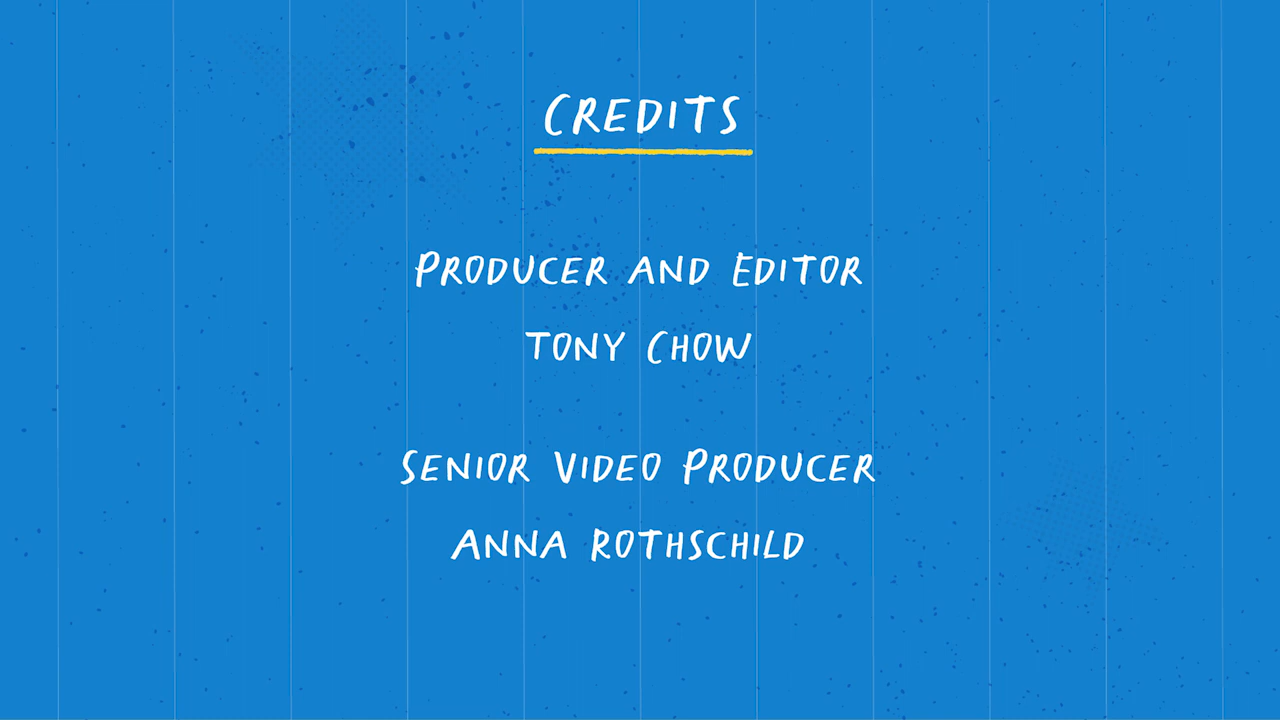 CREDITS
PRODUCER AND EDITOR
TONY CHOW
SENIOR VIDEO PRODUCER
ANNA ROTHSCHILD